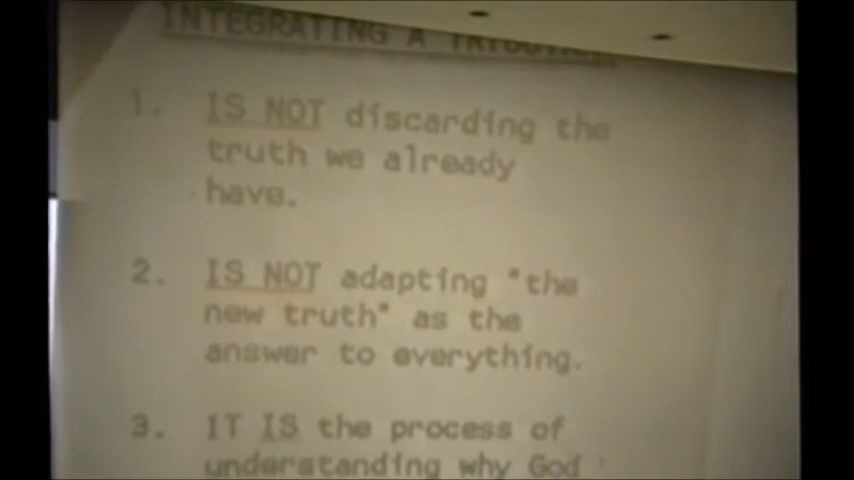 INTEGRATING A
1. IS NOT discarding the
truth we already
have.
2. IS NOT adapting "the
new truth" as the
answer to everything.
3. IT IS the process of
understanding why God